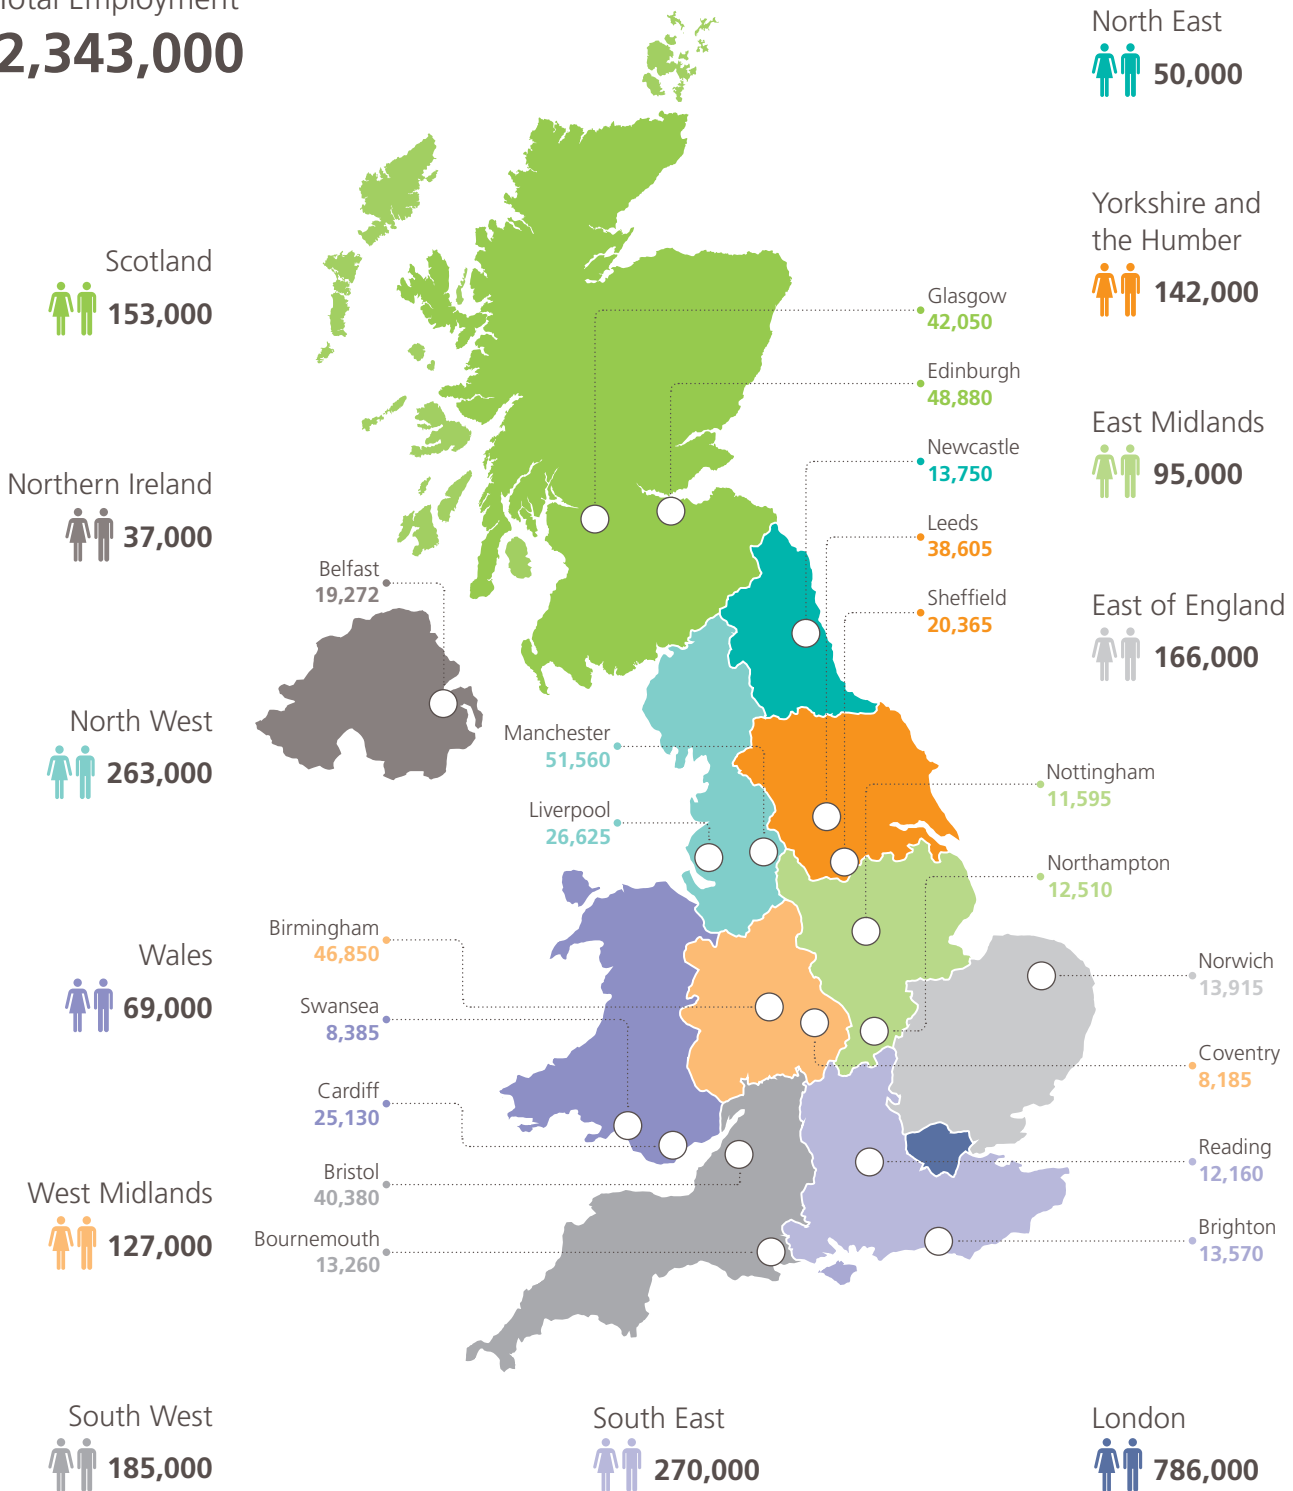 Total Employment
2,343,000
North East
50,000
Yorkshire and
the Humber
142,000
Scotland
153,000
Glasgow
42,050
Edinburgh
48,880
East Midlands
95,000
Newcastle
13,750
Northern Ireland
37,000
Leeds
38,605
Belfast
19,272
Sheffield
20,365
East of England
166,000
North West
263,000
Manchester
51,560
Nottingham
11,595
Liverpool
26,625
Northampton
12,510
Birmingham
46,850
Wales
69,000
Norwich
13,915
Swansea
8,385
Coventry
8,185
Cardiff
25,130
Reading
12,160
Bristol
40,380
West Midlands
127,000
Brighton
13,570
Bournemouth
13,260
South West
185,000
South East
270,000
London
786,000